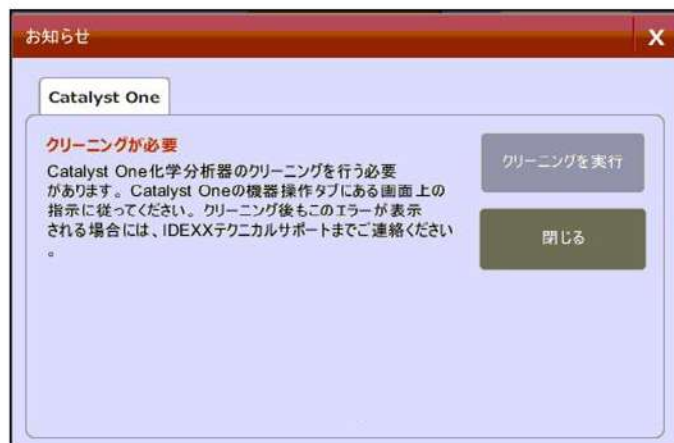 お知らせ
X
Catalyst One
クリーニングが必要
Catalyst One化学分析器のクリーニングを行う必要
があります。Catalyst Oneの機器操作タブにある画面上の
指示に従ってください。クリーニング後もこのエラーが表示
される場合には、IDEXXテクニカルサポートまでご連絡ください
。
クリーニングを実行
閉じる